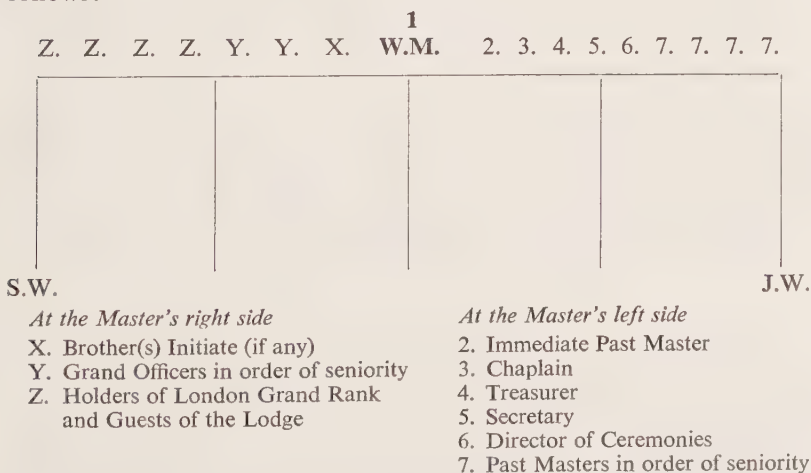 1
Z. Z. Z. Z. Y. Y. X. W.M. 2. 3. 4. 5. 6. 7. 7. 7. 7.
S.W. J.W.
At the Master's right side
X. Brother(s) Initiate (if any)
Y. Grand Officers in order of seniority
Z. Holders of London Grand Rank
and Guests of the Lodge
At the Master's left side
2. Immediate Past Master
3. Chaplain
4. Treasurer
5. Secretary
6. Director of Ceremonies
7. Past Masters in order of seniority